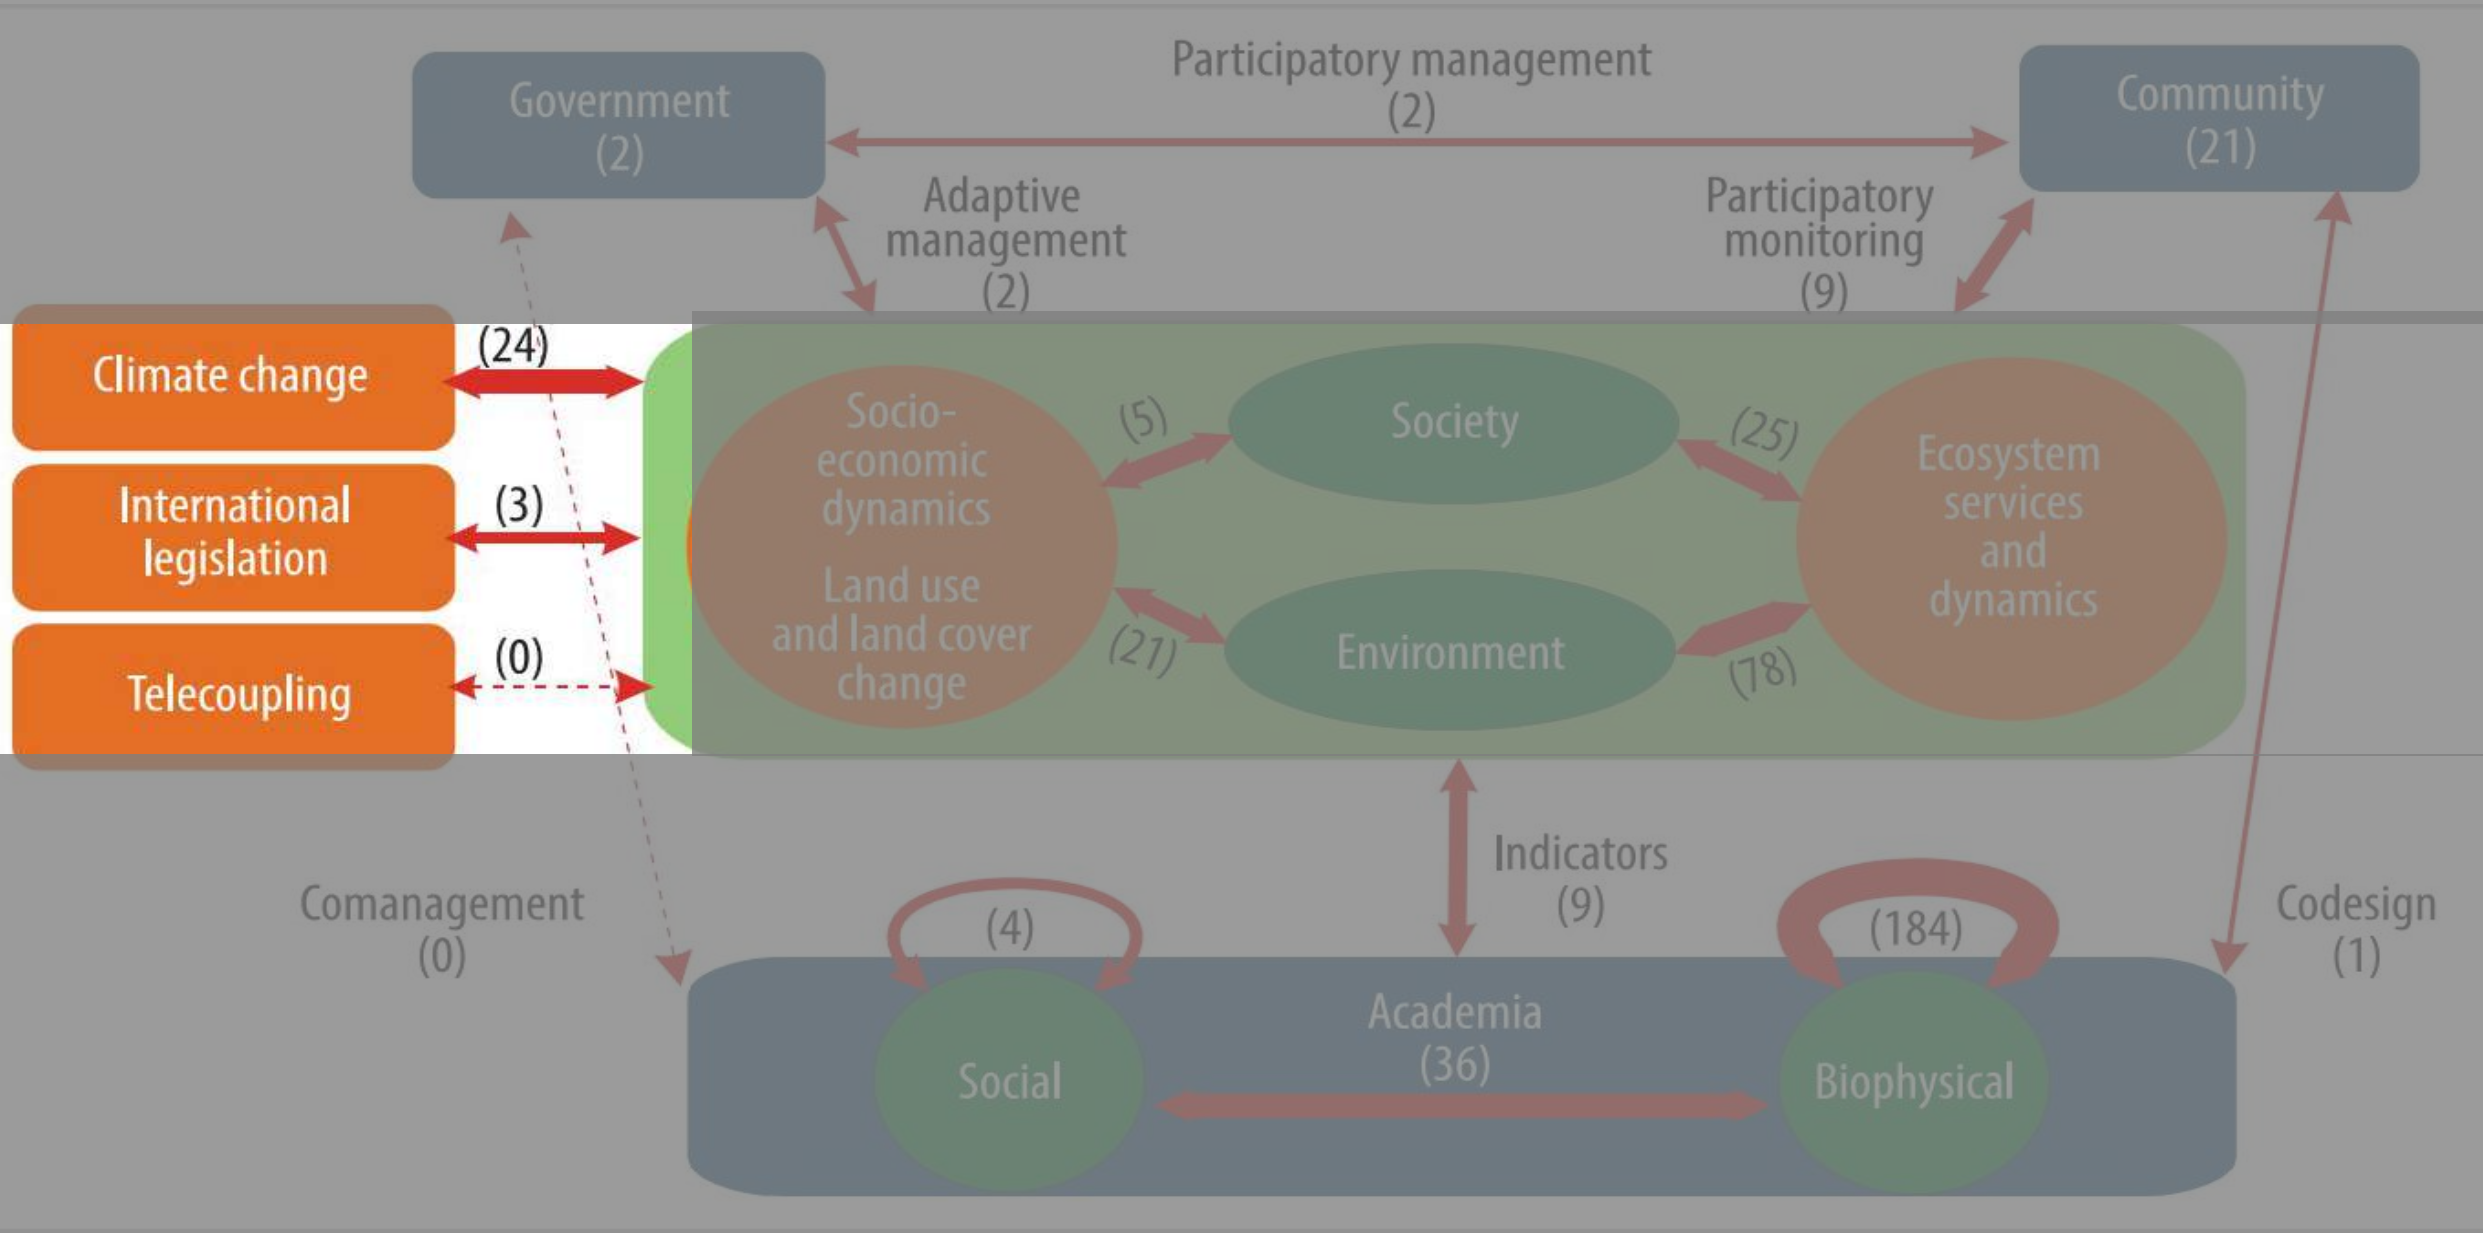 Participatory management
(2)
Government
(2)
Community
(21)
Adaptive
management
(2)
Participatory
monitoring
(9)
Climate change
(24)
International
legislation
(3)
Telecoupling
(0)
Socio-
economic
dynamics
Land use
and land cover
change
(5)
(21)
Society
Environment
(25)
(78)
Ecosystem
services
and
dynamics
Comanagement
(0)
Indicators
(9)
Codesign
(1)
(4)
(184)
Academia
(36)
Social
Biophysical